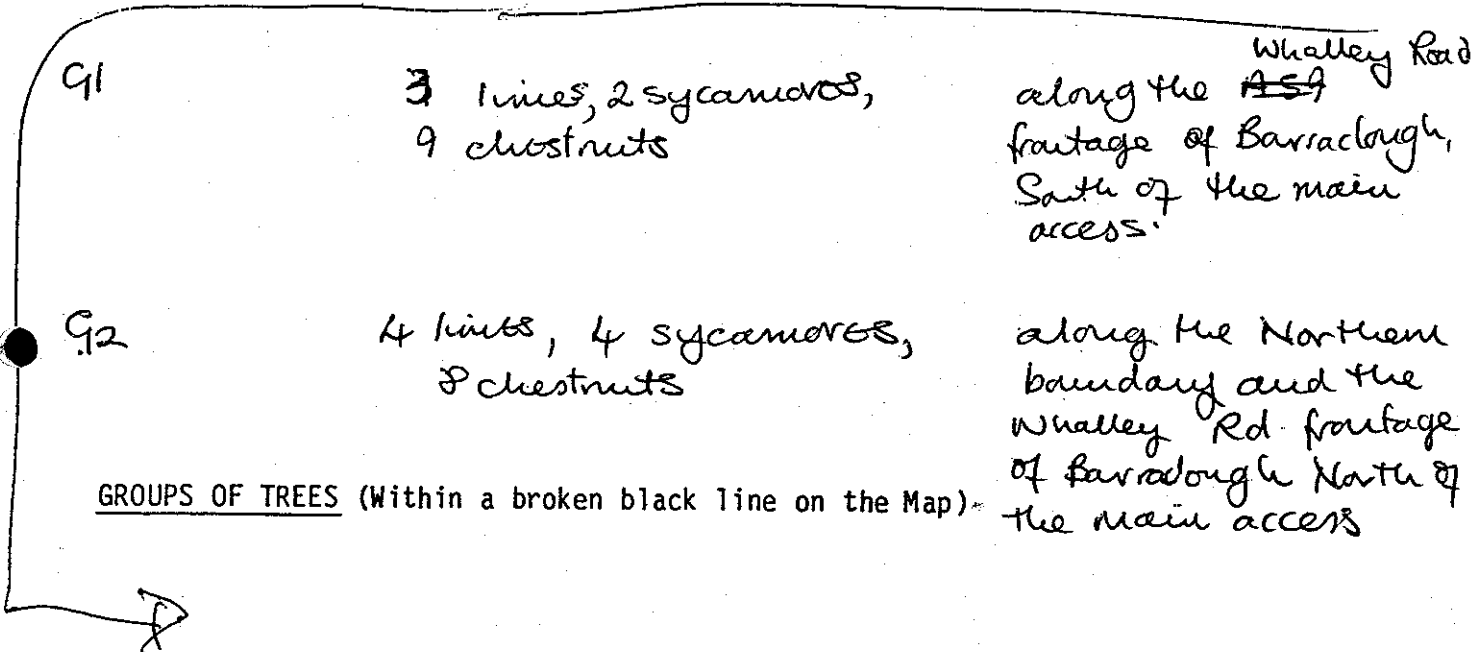 Whalley Road
G1 3 limes, 2 sycamores, along the A59
9 chestnuts frontage of Barraclough,
South of the main
access.
G2 4 limes, 4 sycamores, along the Northern
8 chestnuts boundary and the
Whalley Rd frontage
of Barraclough North of
GROUPS OF TREES (Within a broken black line on the Map) the main access